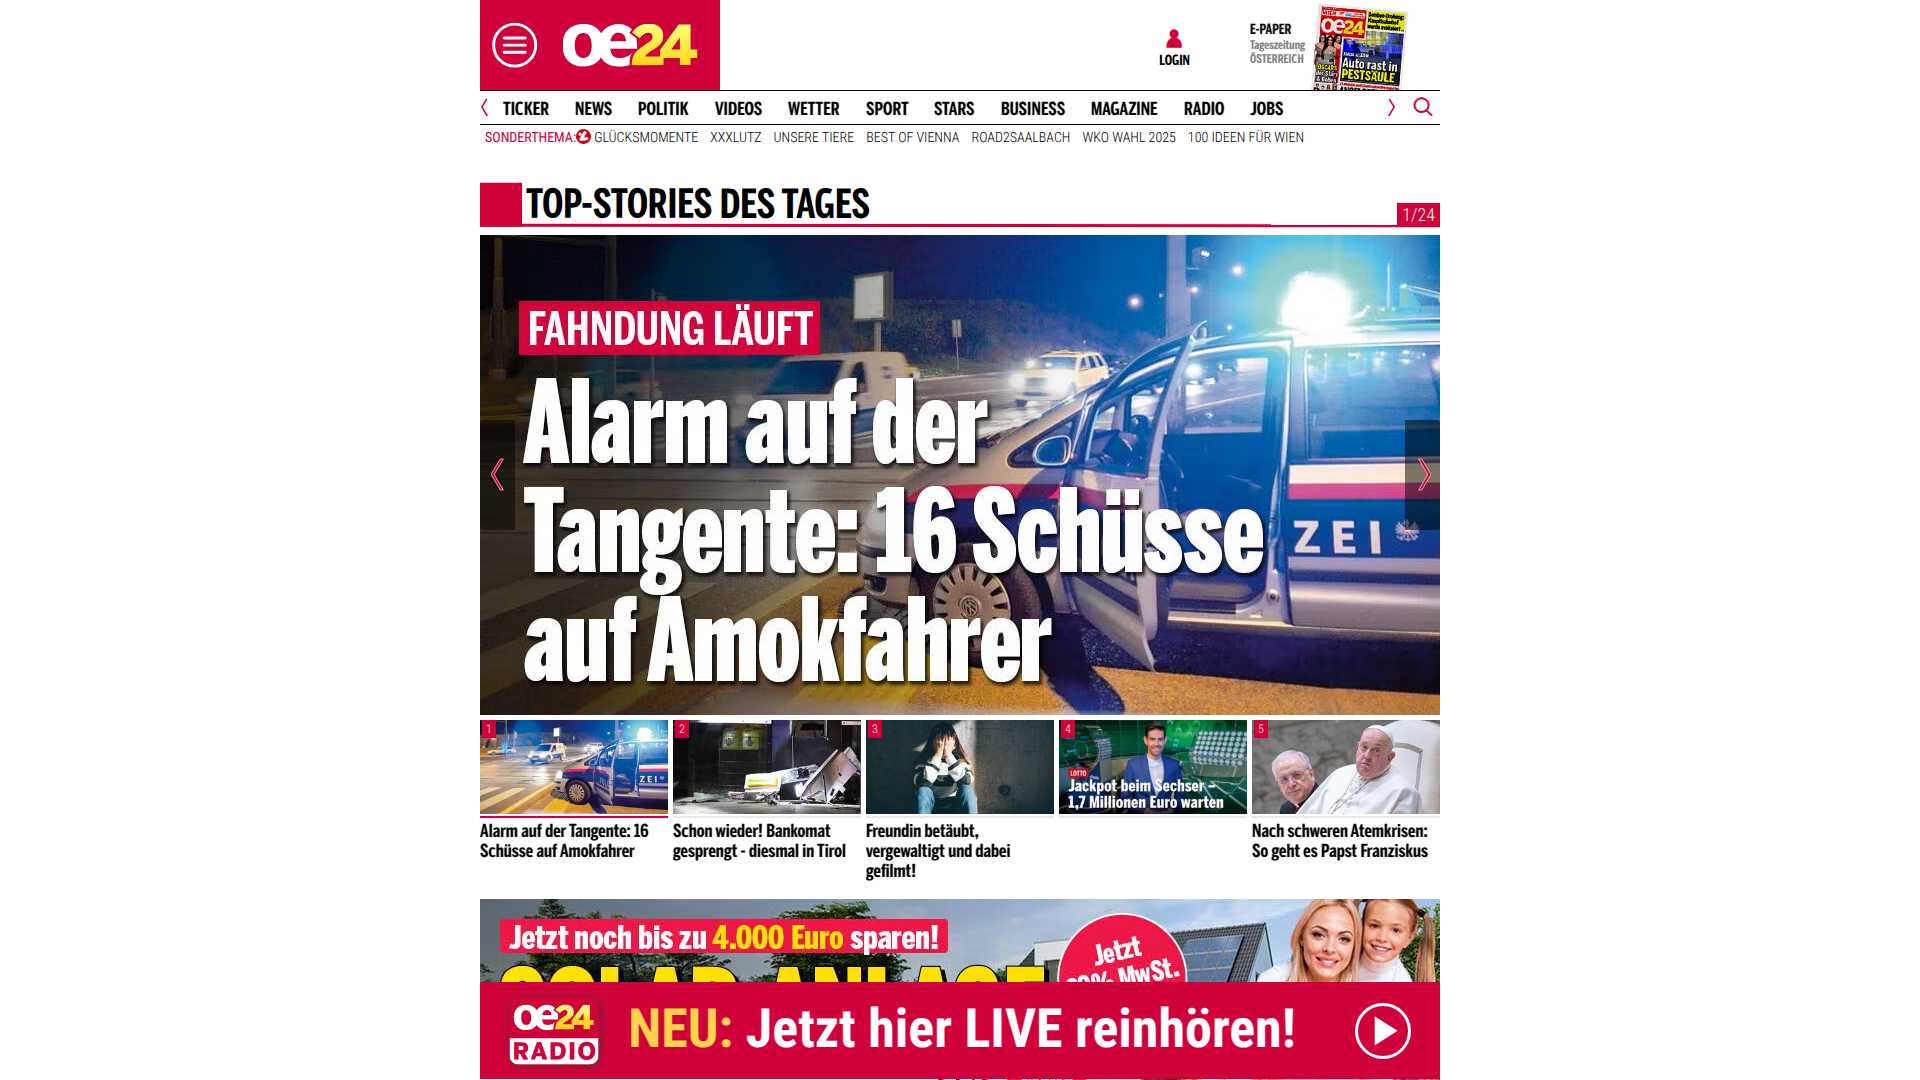 oe24
LOGIN
E-PAPER
Tageszeitung
ÖSTERREICH
oe24
Auto rast in
PESTSÄULE
TICKER NEWS POLITIK VIDEOS WETTER SPORT STARS BUSINESS MAGAZINE RADIO JOBS
SONDERTHEMA: GLÜCKSMOMENTE XXXLUTZ UNSERE TIERE BEST OF VIENNA ROAD2SAALBACH WKO WAHL 2025 100 IDEEN FÜR WIEN
TOP-STORIES DES TAGES
1/24
FAHNDUNG LÄUFT
Alarm auf der
Tangente: 16 Schüsse
auf Amokfahrer
ZEI
1
ZEI
2
3
4
LOTTO
Jackpot beim Sechser –
1,7 Millionen Euro warten
5
Alarm auf der Tangente: 16
Schüsse auf Amokfahrer
Schon wieder! Bankomat
gesprengt - diesmal in Tirol
Freundin betäubt,
vergewaltigt und dabei
gefilmt!
Nach schweren Atemkrisen:
So geht es Papst Franziskus
Jetzt noch bis zu 4.000 Euro sparen!
Jetzt
MwSt.
oe24
RADIO
NEU: Jetzt hier LIVE reinhören!